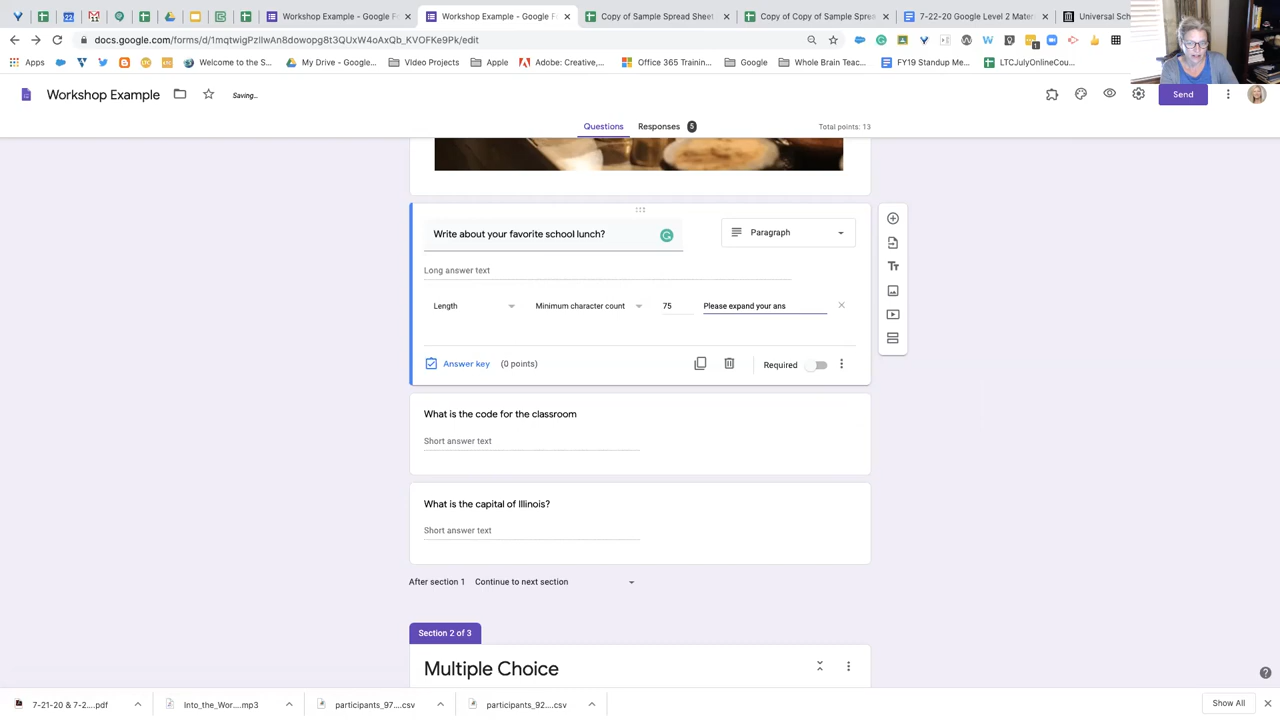 Workshop Example - Google F
Workshop Example - Google F
Copy of Sample Spread Sheet
Copy of Copy of Sample Spread S
7-22-20 Google Level 2 Mater
Universal Sch
docs.google.com/forms/d/1mqtwigP3rwAn8dowopg8t3QUxW4oAxQb_KVGFKe9Pk/edit
Apps
Welcome to the S...
My Drive - Google...
Video Projects
Apple
Adobe: Creative,...
Office 365 Trainin...
Google
Whole Brain Teac...
FY19 Standup Me...
LTCJulyOnlineCou...
Workshop Example
Saving...
Send
Questions
Responses 5
Total points: 13
Write about your favorite school lunch?
Paragraph
Long answer text
Length
Minimum character count
75
Please expand your ans
Answer key
(0 points)
Required
What is the code for the classroom
Short answer text
What is the capital of Illinois?
Short answer text
After section 1 Continue to next section
Section 2 of 3
Multiple Choice
7-21-20 & 7-2....pdf
Into_the_Wor....mp3
participants_97....csv
participants_92....csv
Show All